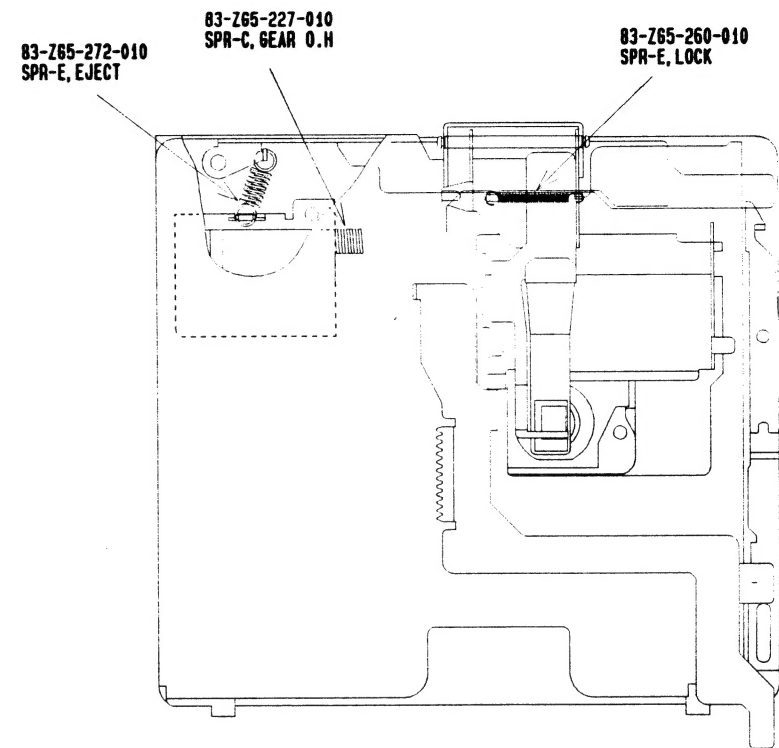 83-Z65-272-010
SPR-E, EJECT
83-Z65-227-010
SPR-C, GEAR O.H
83-Z65-260-010
SPR-E, LOCK